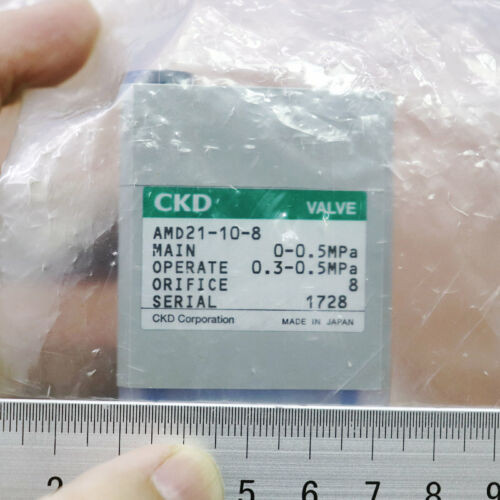 CKD VALVE
AMD21-10-8
MAIN 0-0.5MPa
OPERATE 0.3-0.5MPa
ORIFICE 8
SERIAL 1728
CKD Corporation MADE IN JAPAN
2 5 6 7 8 9